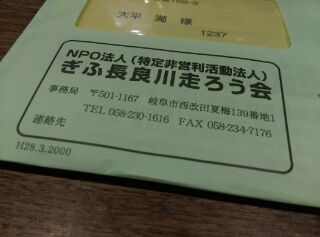 大平 様
1237
NPO法人(特定非営利活動法人)
ぎふ長良川走ろう会
事務局 〒501-1167 岐阜市西改田夏梅139番地1
TEL 058-230-1616 FAX 058-234-7176
連絡先
H28.3.2000